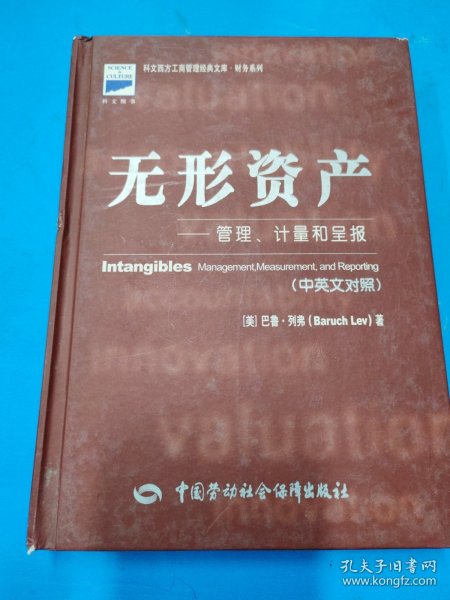 SCIENCE & CULTURE
科文图书
科文西方工商管理经典文库·财务系列
无形资产
——管理、计量和呈报
Intangibles Management,Measurement, and Reporting
(中英文对照)
[美]巴鲁·列弗(Baruch Lev)著
valuation
中国劳动社会保障出版社
孔夫子旧书网
www.kongfz.com